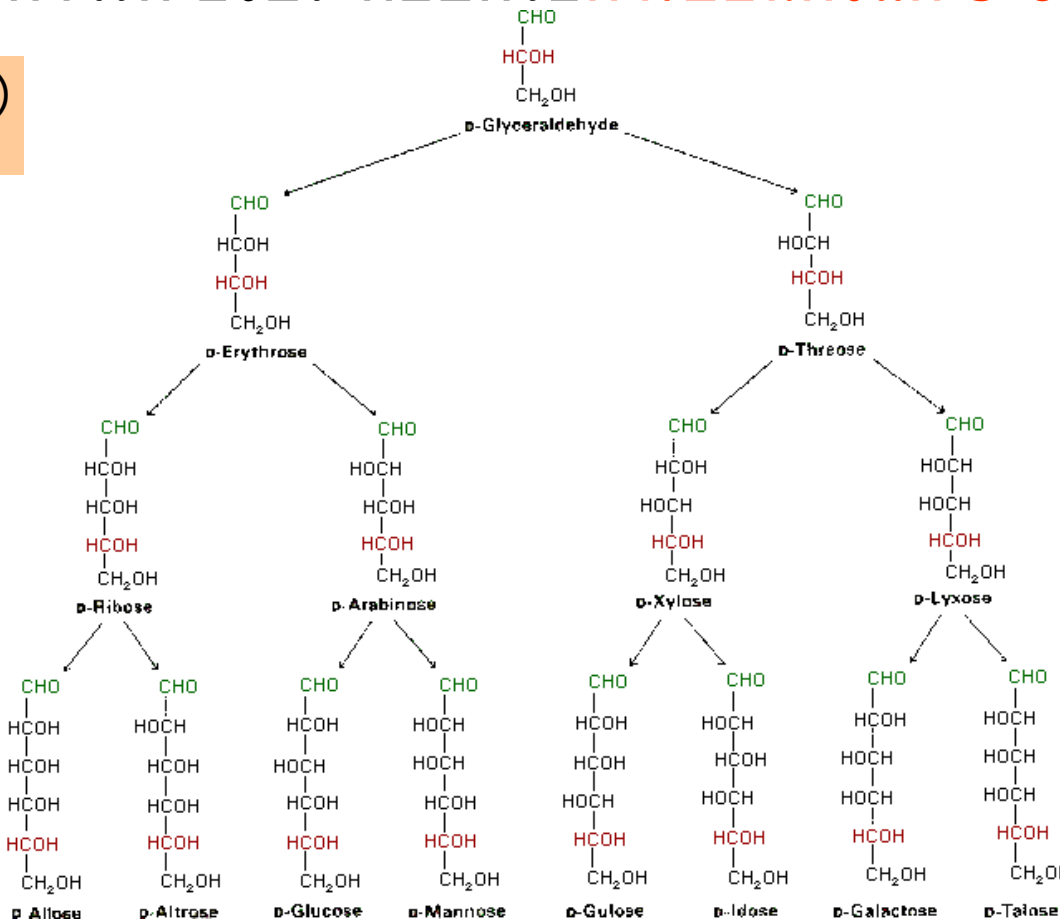 CHO
HCOH
CH₂OH
D-Glyceraldehyde
)
CHO CHO
HCOH HOCH
HCOH HCOH
CH₂OH CH₂OH
D-Erythrose D-Threose
CHO CHO CHO CHO
HCOH HOCH HCOH HOCH
HCOH HCOH HOCH HOCH
HCOH HCOH HCOH HCOH
CH₂OH CH₂OH CH₂OH CH₂OH
D-Ribose D-Arabinose D-Xylose D-Lyxose
CHO CHO CHO CHO CHO CHO CHO CHO
HCOH HOCH HCOH HOCH HCOH HOCH HCOH HOCH
HCOH HCOH HOCH HOCH HCOH HCOH HOCH HOCH
HCOH HCOH HCOH HCOH HOCH HOCH HOCH HOCH
HCOH HCOH HCOH HCOH HCOH HCOH HCOH HCOH
CH₂OH CH₂OH CH₂OH CH₂OH CH₂OH CH₂OH CH₂OH CH₂O
D-Allose D-Altrose D-Glucose D-Mannose D-Gulose D-Idose D-Galactose D-Talose